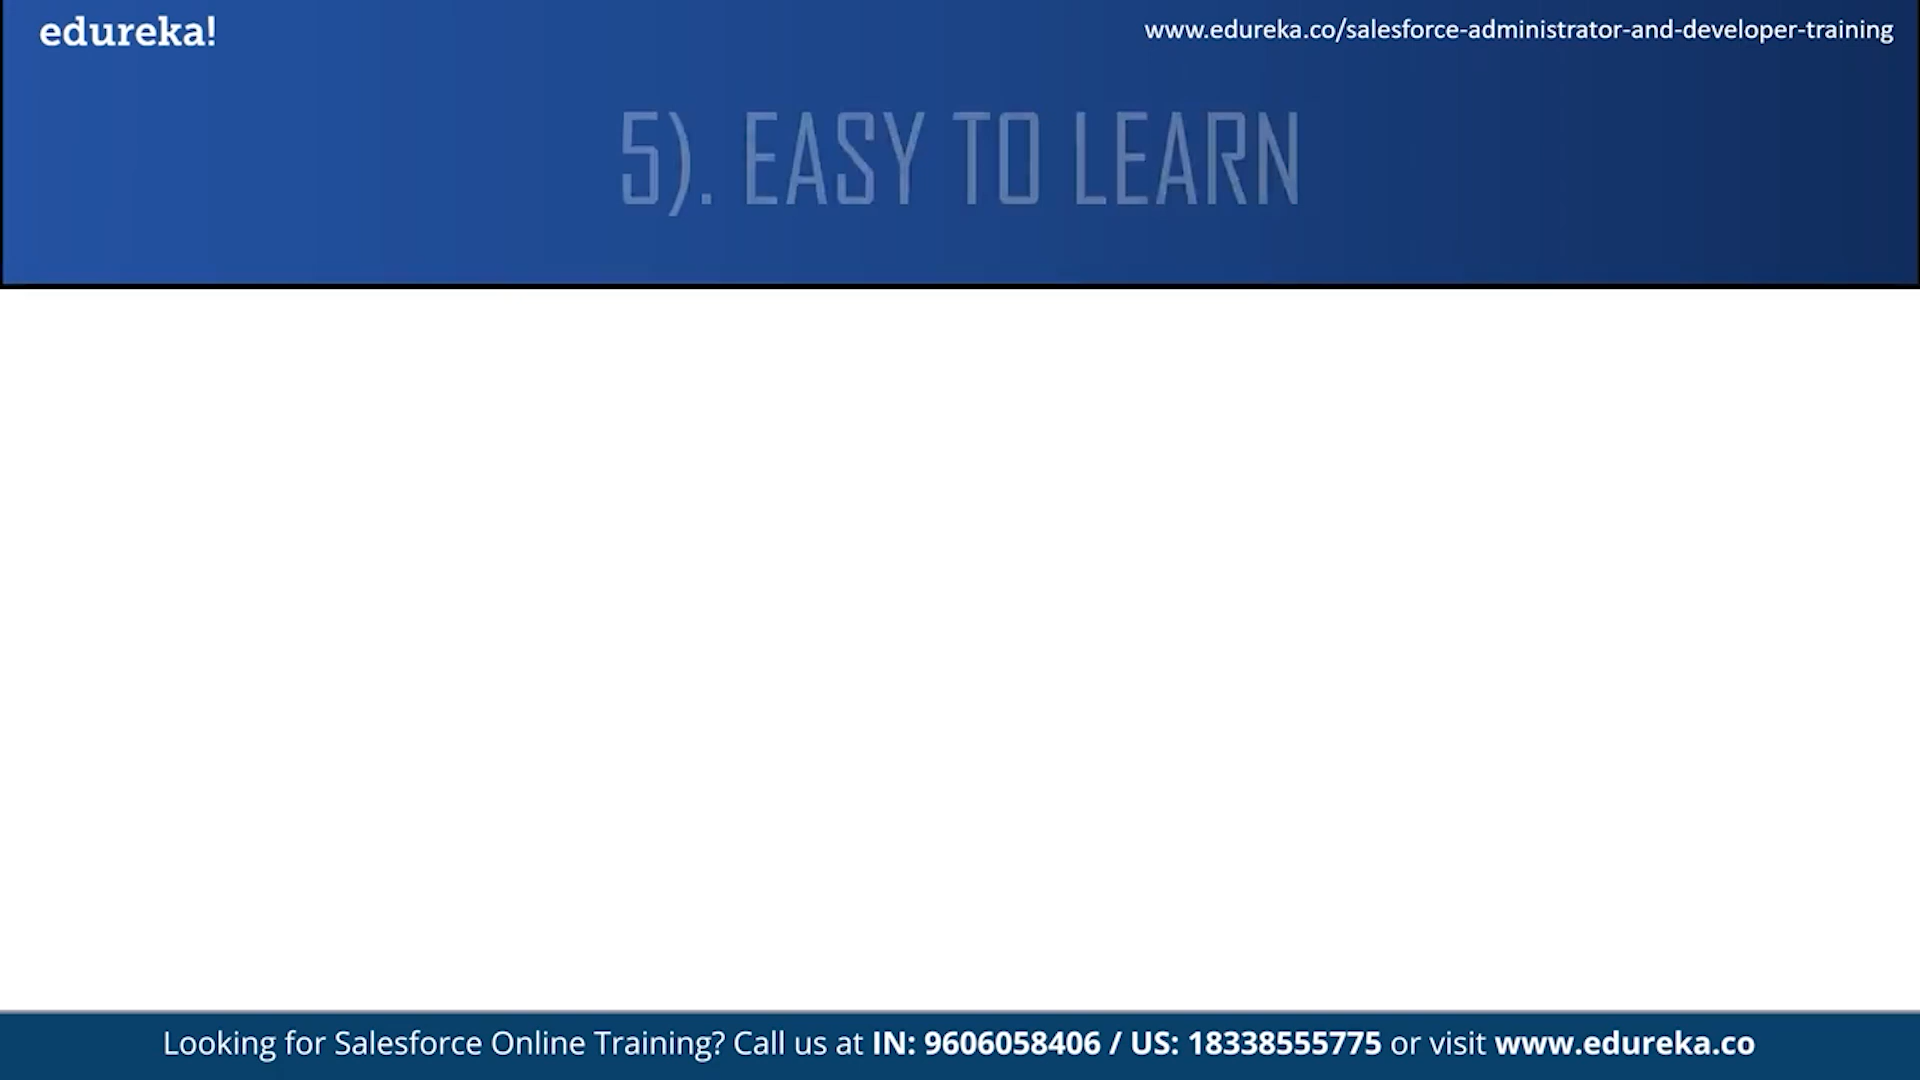 edureka!
www.edureka.co/salesforce-administrator-and-developer-training
5). EASY TO LEARN
Looking for Salesforce Online Training? Call us at IN: 9606058406 / US: 18338555775 or visit www.edureka.co